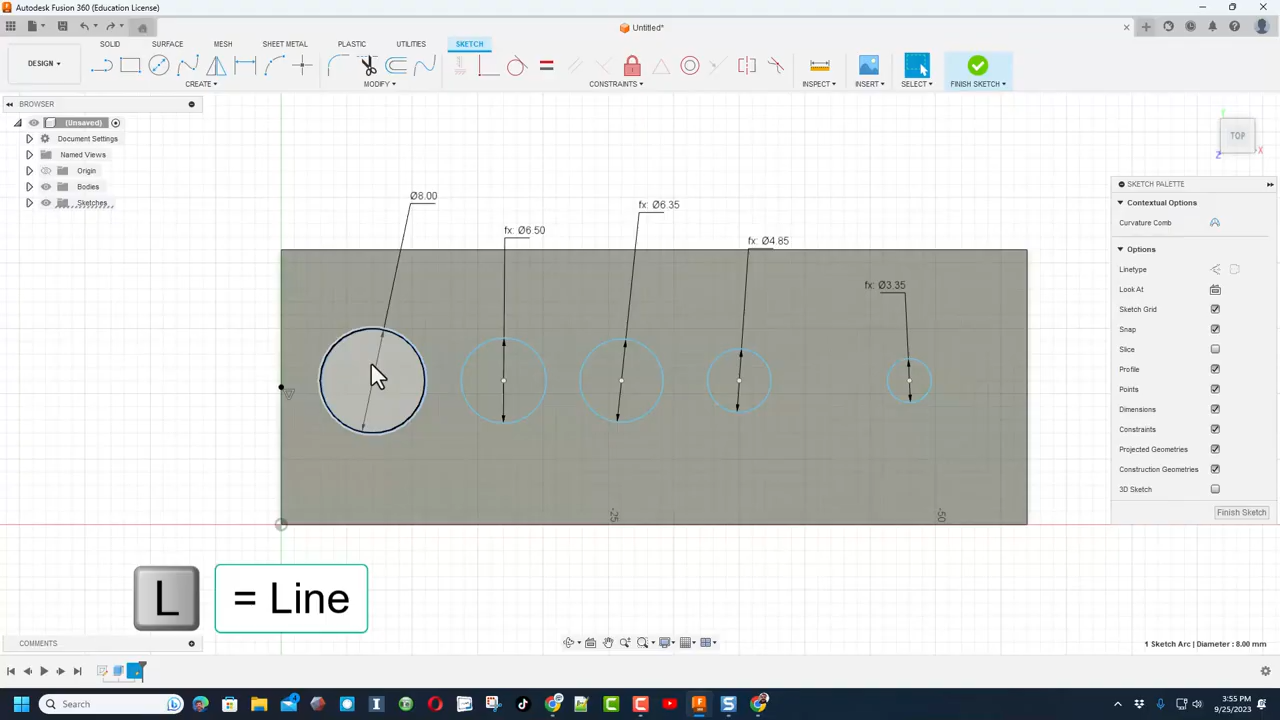 Autodesk Fusion 360 (Education License)
Untitled*
SOLID SURFACE MESH SHEET METAL PLASTIC UTILITIES SKETCH
DESIGN
CREATE MODIFY CONSTRAINTS INSPECT INSERT SELECT FINISH SKETCH
BROWSER
(Unsaved)
Document Settings
Named Views
Origin
Bodies
Sketches
TOP
X
Z
Ø8.00
fx: Ø6.50
fx: Ø6.35
fx: Ø4.85
fx: Ø3.35
-25
-50
SKETCH PALETTE
Contextual Options
Curvature Comb
Options
Linetype
Look At
Sketch Grid
Snap
Slice
Profile
Points
Dimensions
Constraints
Projected Geometries
Construction Geometries
3D Sketch
Finish Sketch
L = Line
COMMENTS
1 Sketch Arc | Diameter : 8.00 mm
Search
3:55 PM
9/25/2023